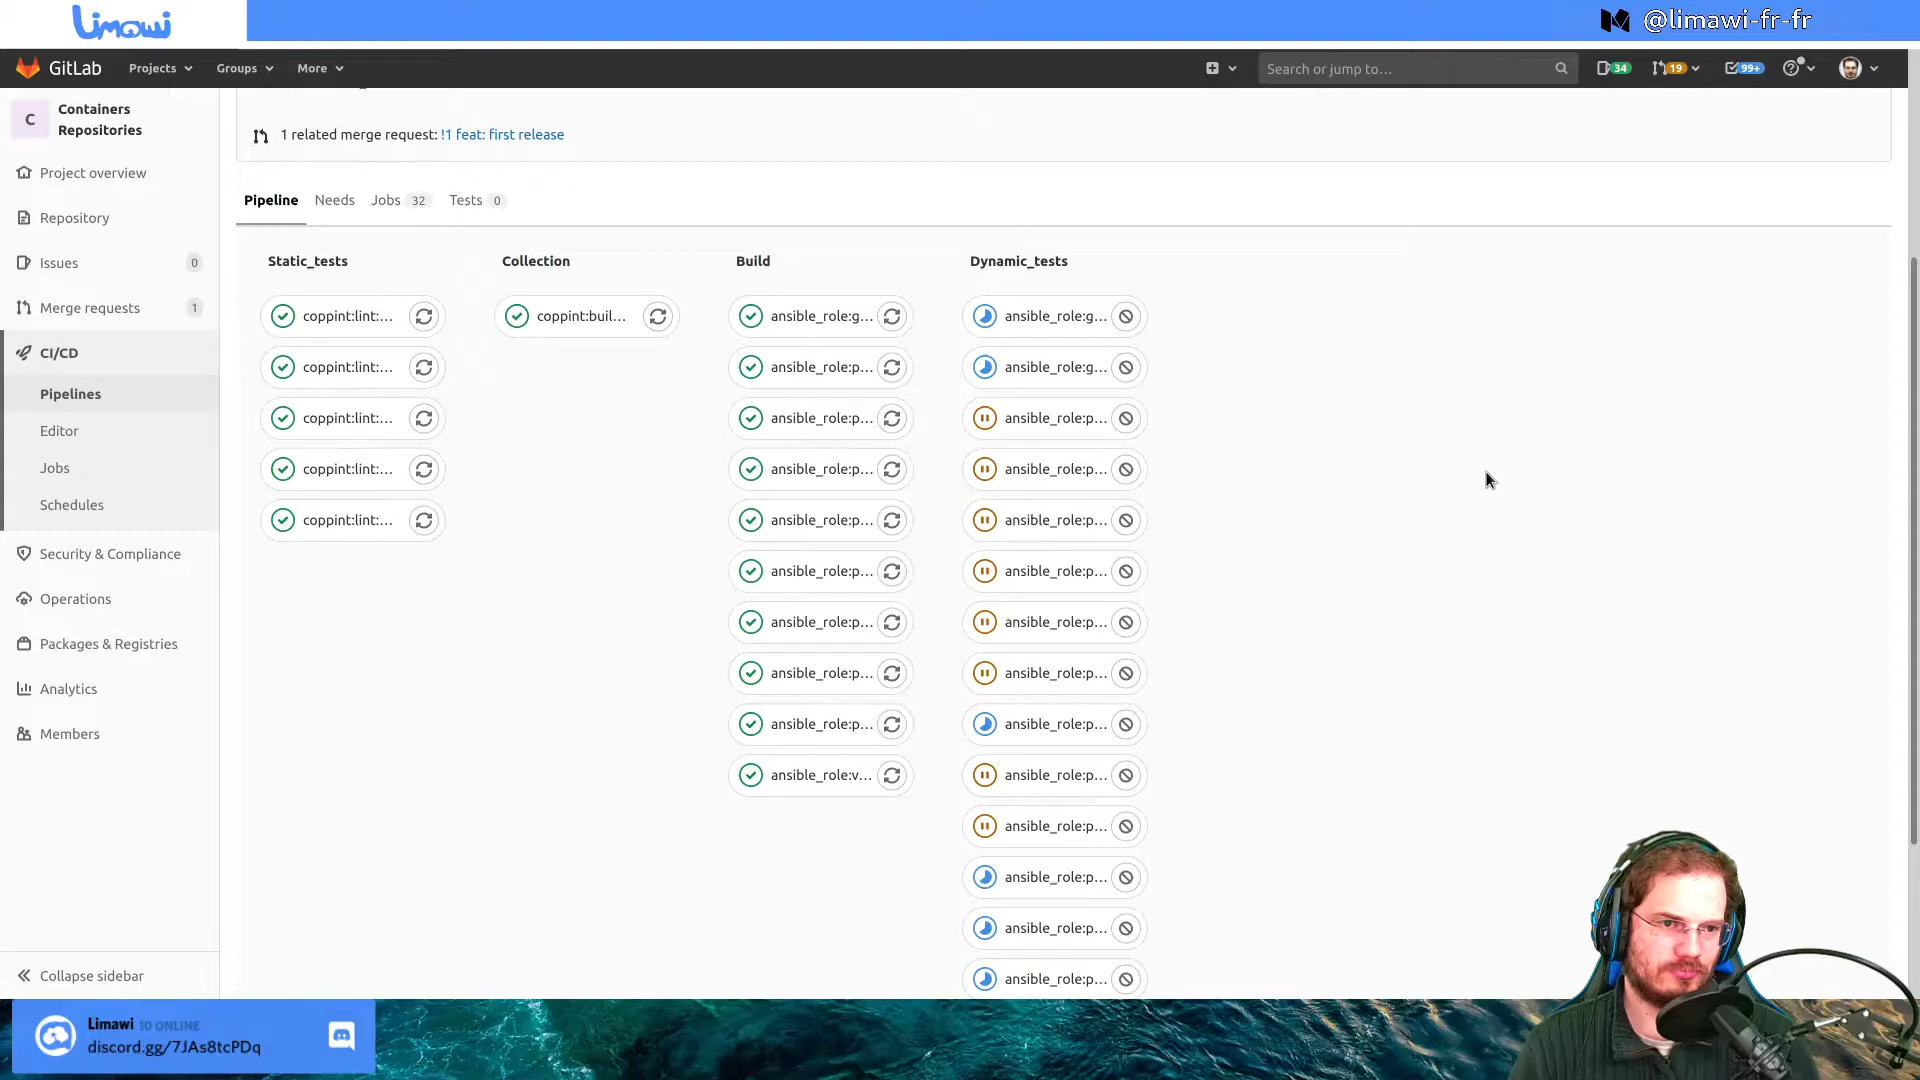 Limawi
@limawi-fr-fr
GitLab
Projects
Groups
More
Search or jump to…
34
19
99+
C
Containers
Repositories
Project overview
Repository
Issues
0
Merge requests
1
CI/CD
Pipelines
Editor
Jobs
Schedules
Security & Compliance
Operations
Packages & Registries
Analytics
Members
Collapse sidebar
1 related merge request: !1 feat: first release
Pipeline
Needs
Jobs 32
Tests 0
Static_tests
coppint:lint:...
coppint:lint:...
coppint:lint:...
coppint:lint:...
coppint:lint:...
Collection
coppint:buil...
Build
ansible_role:g...
ansible_role:p...
ansible_role:p...
ansible_role:p...
ansible_role:p...
ansible_role:p...
ansible_role:p...
ansible_role:p...
ansible_role:p...
ansible_role:v...
Dynamic_tests
ansible_role:g...
ansible_role:g...
ansible_role:p...
ansible_role:p...
ansible_role:p...
ansible_role:p...
ansible_role:p...
ansible_role:p...
ansible_role:p...
ansible_role:p...
ansible_role:p...
ansible_role:p...
ansible_role:p...
ansible_role:p...
Limawi 10 ONLINE
discord.gg/7JAs8tcPDq